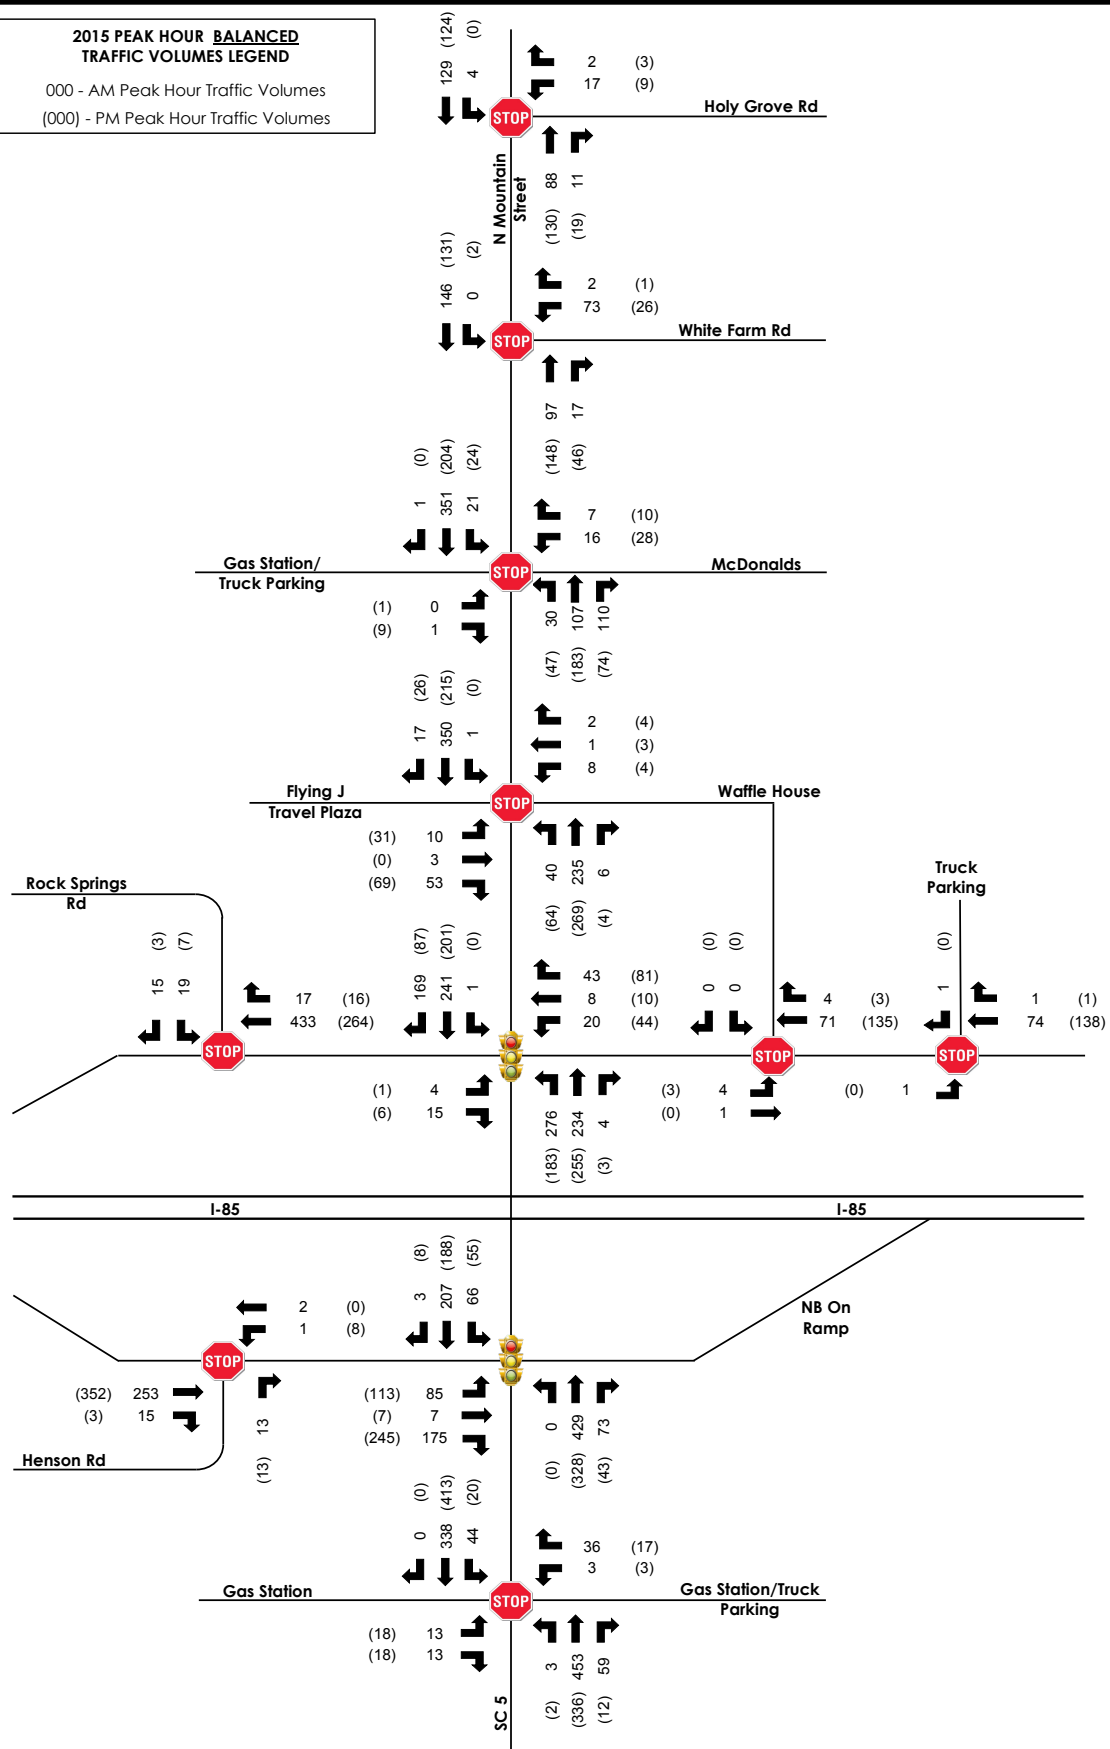 2015 PEAK HOUR BALANCED
TRAFFIC VOLUMES LEGEND
000 - AM Peak Hour Traffic Volumes
(000) - PM Peak Hour Traffic Volumes
129 (124)
4 (0)
2 (3)
17 (9)
STOP
Holy Grove Rd
N Mountain
Street
(130) 88
(19) 11
146 (131)
0 (2)
2 (1)
73 (26)
STOP
White Farm Rd
(148) 97
(46) 17
1 (0)
351 (204)
21 (24)
7 (10)
16 (28)
Gas Station/
Truck Parking
STOP
McDonalds
(1) 0
(9) 1
(47) 30
(183) 107
(74) 110
17 (26)
350 (215)
1 (0)
2 (4)
1 (3)
8 (4)
Flying J
Travel Plaza
STOP
Waffle House
(31) 10
(0) 3
(69) 53
(64) 40
(269) 235
(4) 6
Rock Springs
Rd
Truck
Parking
15 (3)
19 (7)
17 (16)
433 (264)
STOP
169 (87)
241 (201)
1 (0)
43 (81)
8 (10)
20 (44)
0 (0)
0 (0)
4 (3)
71 (135)
STOP
1 (0)
1 (1)
74 (138)
STOP
(1) 4
(6) 15
(183) 276
(255) 234
(3) 4
(3) 4
(0) 1
(0) 1
I-85
I-85
3 (8)
207 (188)
66 (55)
2 (0)
1 (8)
STOP
NB On
Ramp
(352) 253
(3) 15
(13) 13
Henson Rd
(113) 85
(7) 7
(245) 175
(0) 0
(328) 429
(43) 73
0 (0)
338 (413)
44 (20)
36 (17)
3 (3)
Gas Station
STOP
Gas Station/Truck
Parking
(18) 13
(18) 13
(2) 3
(336) 453
(12) 59
SC 5